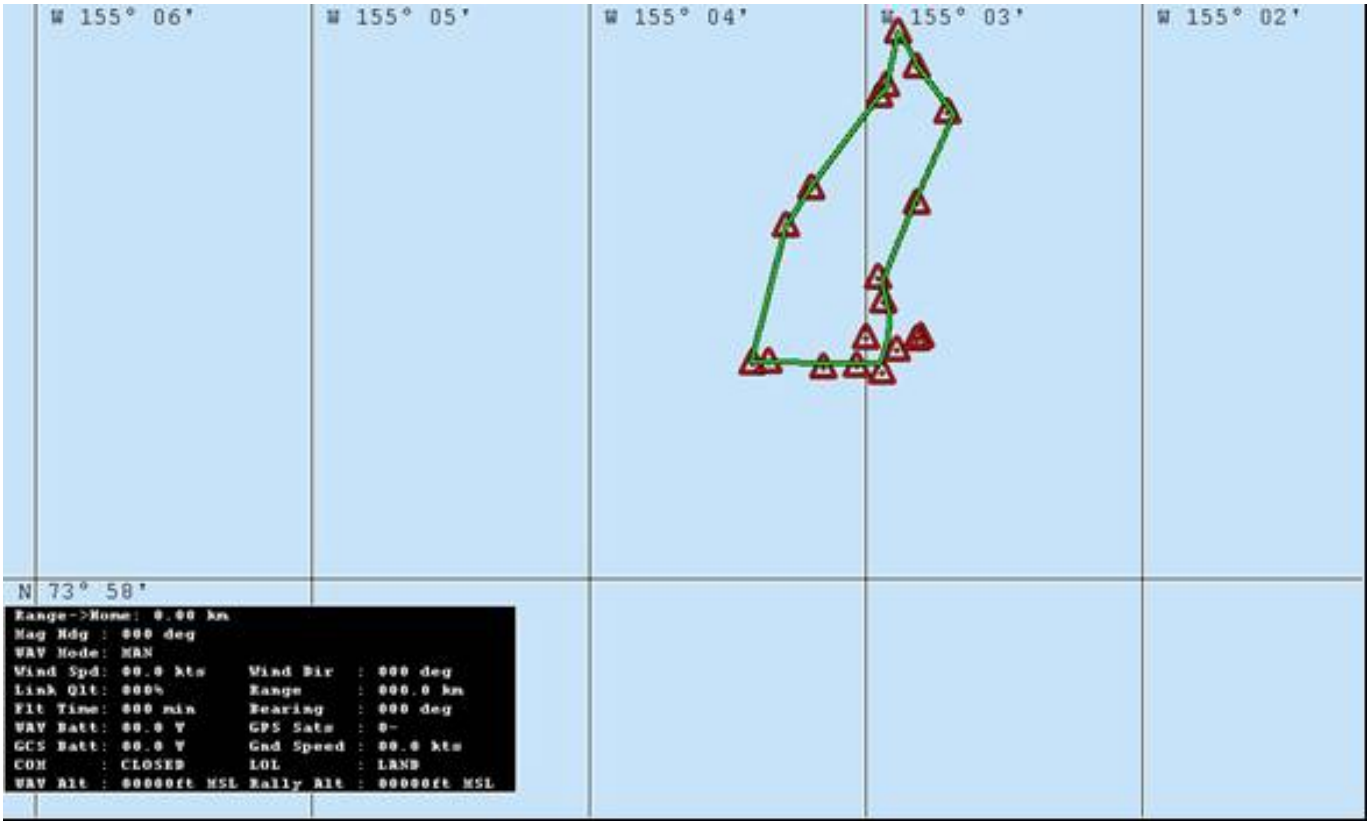 W 155° 06' W 155° 05' W 155° 04' W 155° 03' W 155° 02'
N 73° 58'
Range->Home: 0.00 km
Mag Hdg : 000 deg
UAV Mode: MAN
Wind Spd: 00.0 kts Wind Dir : 000 deg
Link Qlt: 000% Range : 000.0 km
Flt Time: 000 min Bearing : 000 deg
UAV Batt: 00.0 V GPS Sats : 0-
GCS Batt: 00.0 V Gnd Speed : 00.0 kts
COM : CLOSED LOL : LAND
UAV Alt : 00000ft MSL Rally Alt : 00000ft MSL